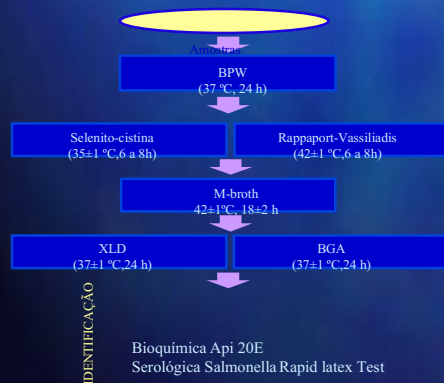 Amostras
BPW
(37 ºC, 24 h)
Selenito-cistina
(35±1 ºC,6 a 8h)
Rappaport-Vassiliadis
(42±1 ºC,6 a 8h)
M-broth
42±1ºC, 18±2 h
XLD
(37±1 ºC,24 h)
BGA
(37±1 ºC,24 h)
IDENTIFICAÇÃO
Bioquímica Api 20E
Serológica Salmonella Rapid latex Test